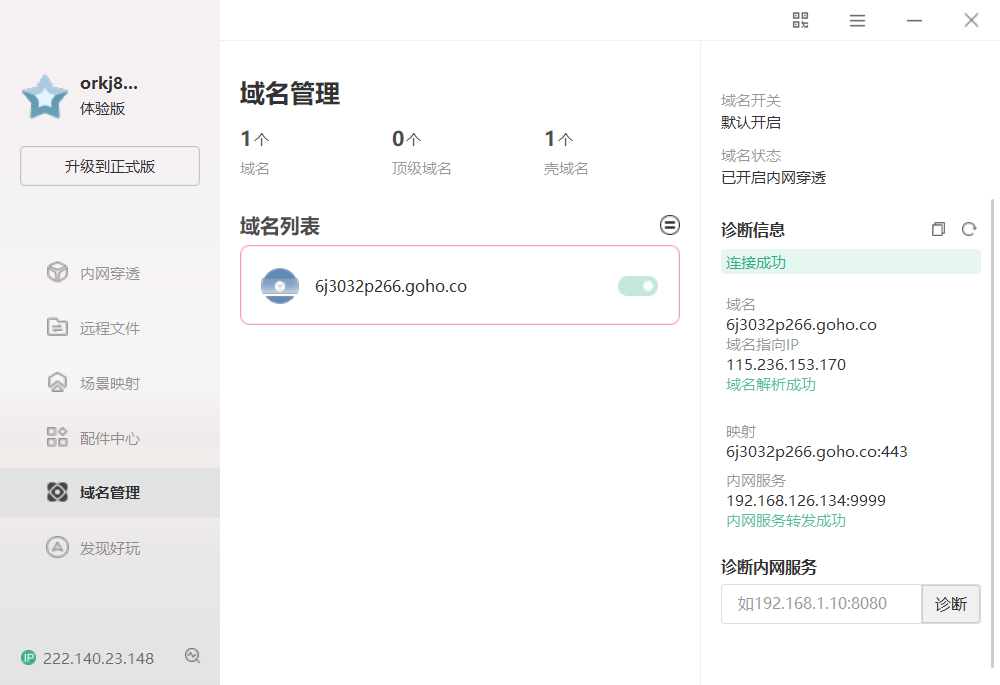 orkj8...
体验版
升级到正式版
内网穿透
远程文件
场景映射
配件中心
域名管理
发现好玩
IP 222.140.23.148
域名管理
1个
0个
1个
域名
顶级域名
壳域名
域名列表
6j3032p266.goho.co
域名开关
默认开启
域名状态
已开启内网穿透
诊断信息
连接成功
域名
6j3032p266.goho.co
域名指向IP
115.236.153.170
域名解析成功
映射
6j3032p266.goho.co:443
内网服务
192.168.126.134:9999
内网服务转发成功
诊断内网服务
如192.168.1.10:8080
诊断